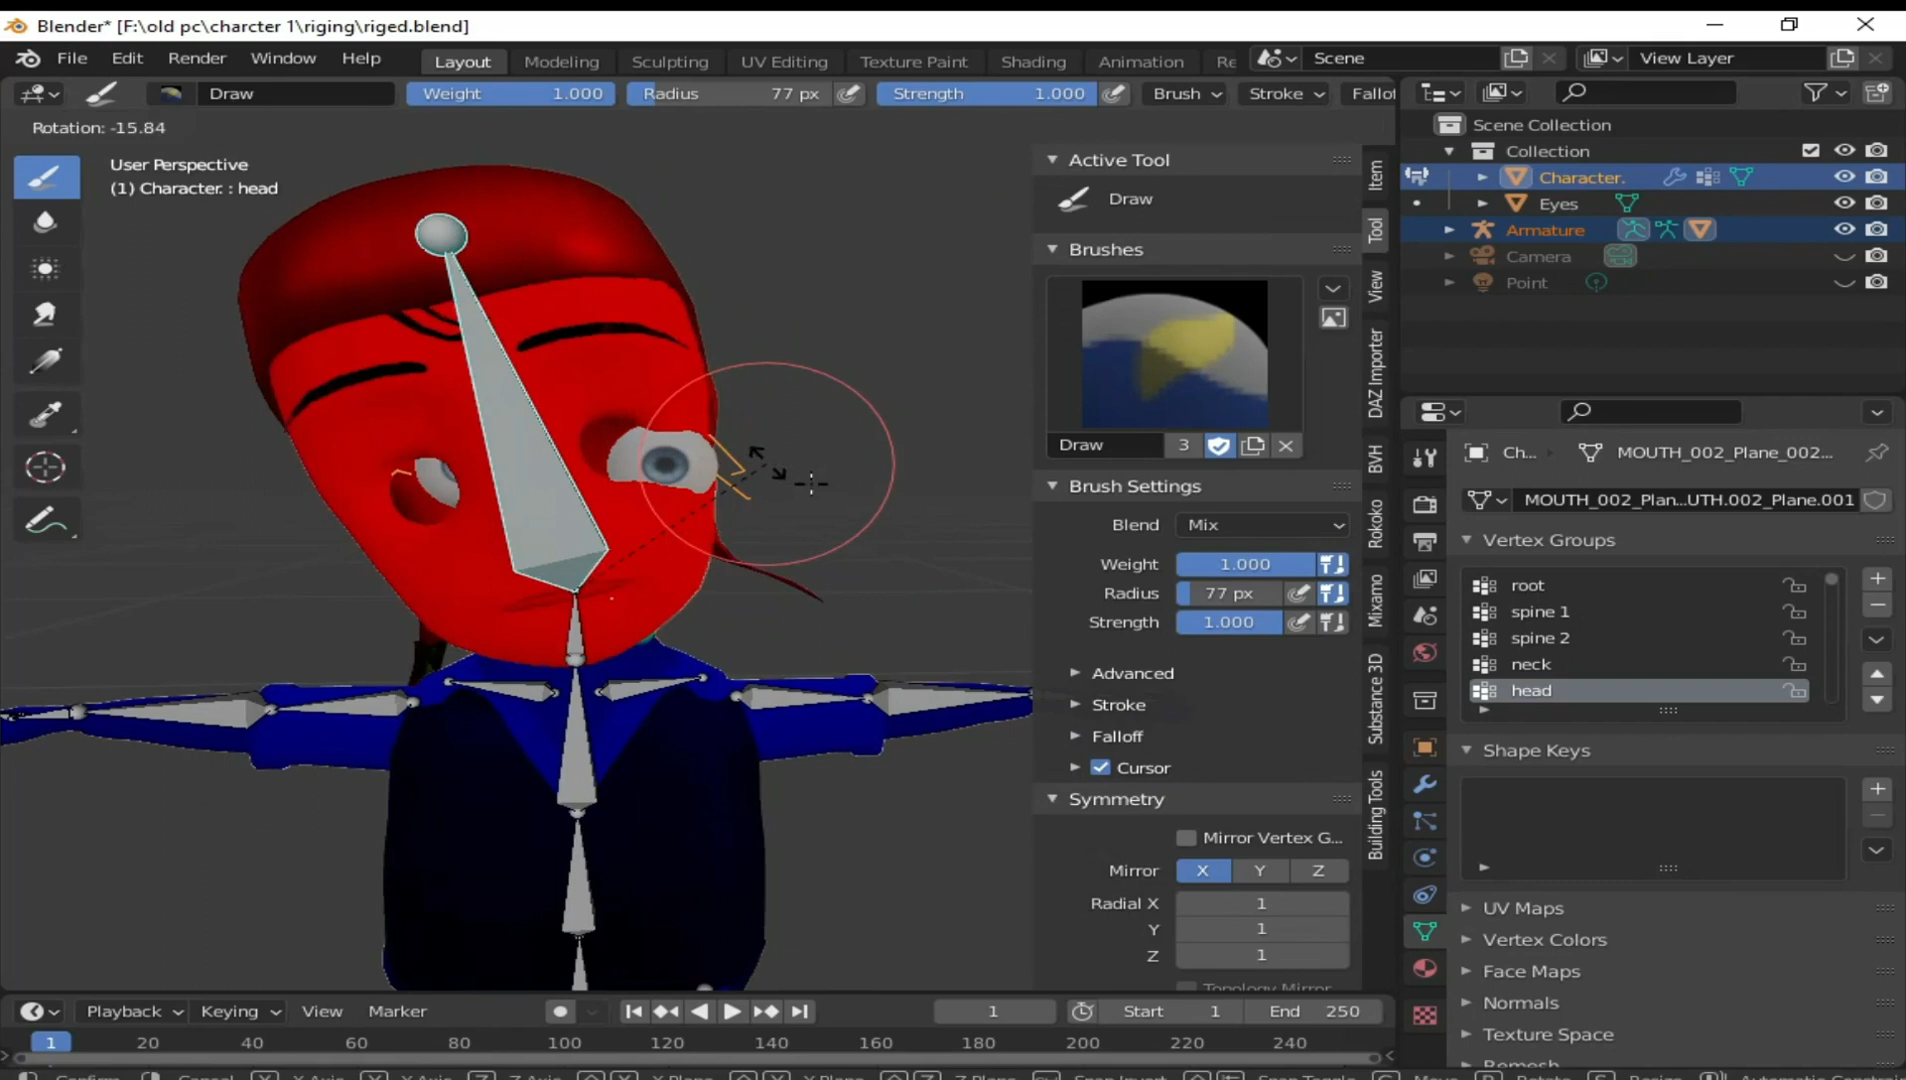 Blender* [F:\old pc\charcter 1\riging\riged.blend]
File Edit Render Window Help Layout Modeling Sculpting UV Editing Texture Paint Shading Animation Re Scene View Layer
Draw Weight 1.000 Radius 77 px Strength 1.000 Brush Stroke Fallof
Rotation: -15.84
User Perspective
(1) Character. : head
Active Tool
Draw
Brushes
Draw 3
Brush Settings
Blend Mix
Weight 1.000
Radius 77 px
Strength 1.000
Advanced
Stroke
Falloff
Cursor
Symmetry
Mirror Vertex G...
Mirror X Y Z
Radial X 1
Y 1
Z 1
Topology Mirror
Item
Tool
View
DAZ Importer
BVH
Rokoko
Mixamo
Substance 3D
Building Tools
Scene Collection
Collection
Character.
Eyes
Armature
Camera
Point
Ch... MOUTH_002_Plane_002...
MOUTH_002_Plan...UTH.002_Plane.001
Vertex Groups
root
spine 1
spine 2
neck
head
Shape Keys
UV Maps
Vertex Colors
Face Maps
Normals
Texture Space
Remesh
Playback Keying View Marker 1 Start 1 End 250
1 20 40 60 80 100 120 140 160 180 200 220 240